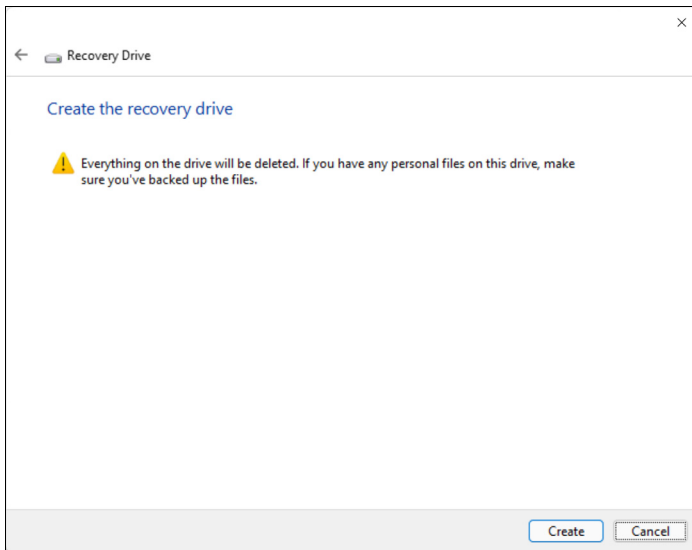 Recovery Drive
Create the recovery drive
Everything on the drive will be deleted. If you have any personal files on this drive, make
sure you've backed up the files.
Create
Cancel